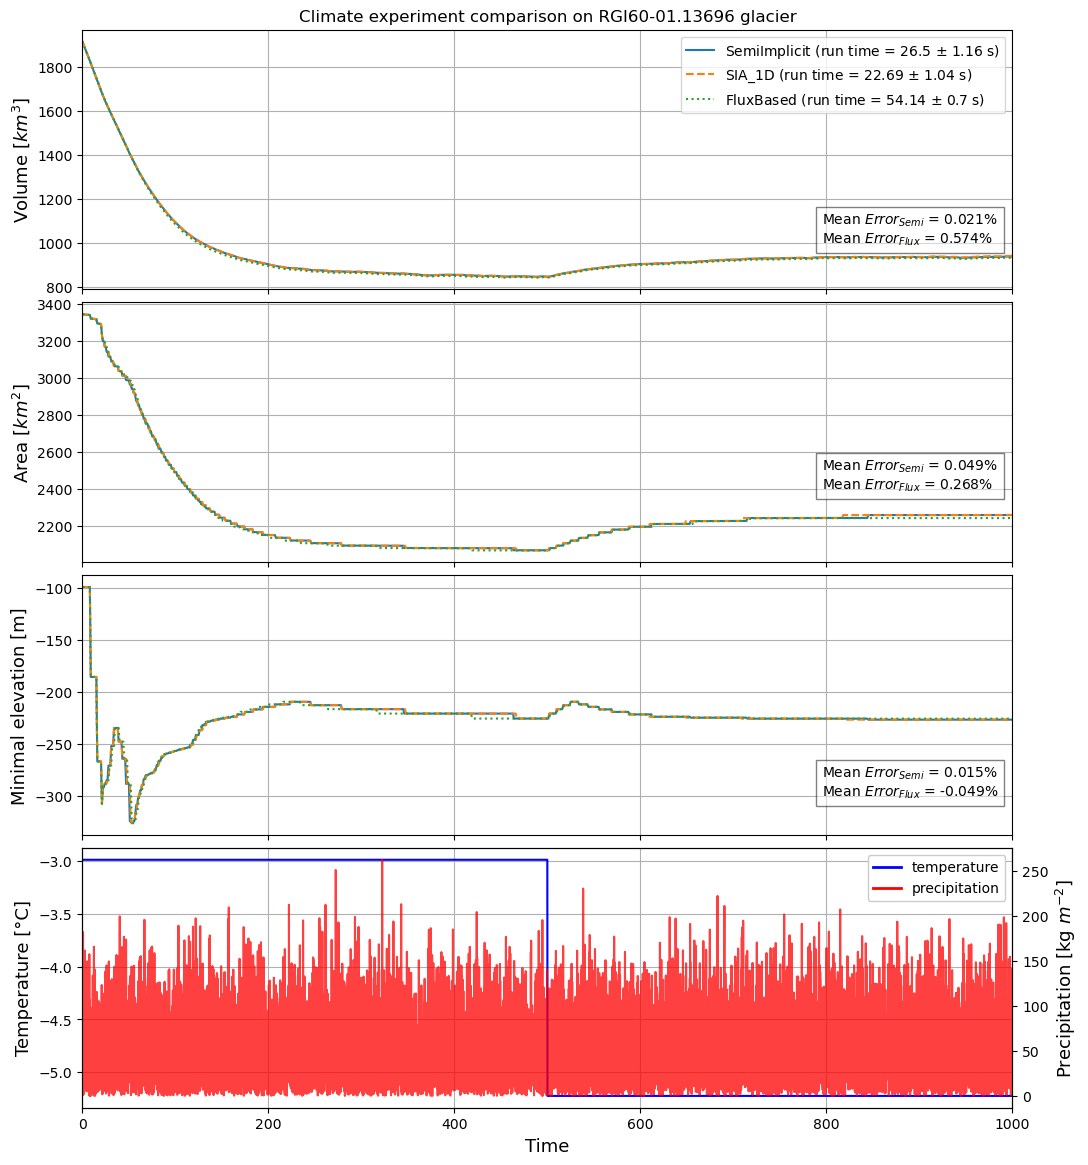 Climate experiment comparison on RGI60-01.13696 glacier
SemiImplicit (run time = 26.5 ± 1.16 s)
SIA_1D (run time = 22.69 ± 1.04 s)
FluxBased (run time = 54.14 ± 0.7 s)
Volume [km³]
1800
1600
1400
1200
1000
800
Mean Error_Semi = 0.021%
Mean Error_Flux = 0.574%
Area [km²]
3400
3200
3000
2800
2600
2400
2200
Mean Error_Semi = 0.049%
Mean Error_Flux = 0.268%
Minimal elevation [m]
−100
−150
−200
−250
−300
Mean Error_Semi = 0.015%
Mean Error_Flux = -0.049%
Temperature [°C]
−3.0
−3.5
−4.0
−4.5
−5.0
temperature
precipitation
250
200
150
100
50
0
Precipitation [kg m⁻²]
0 200 400 600 800 1000
Time